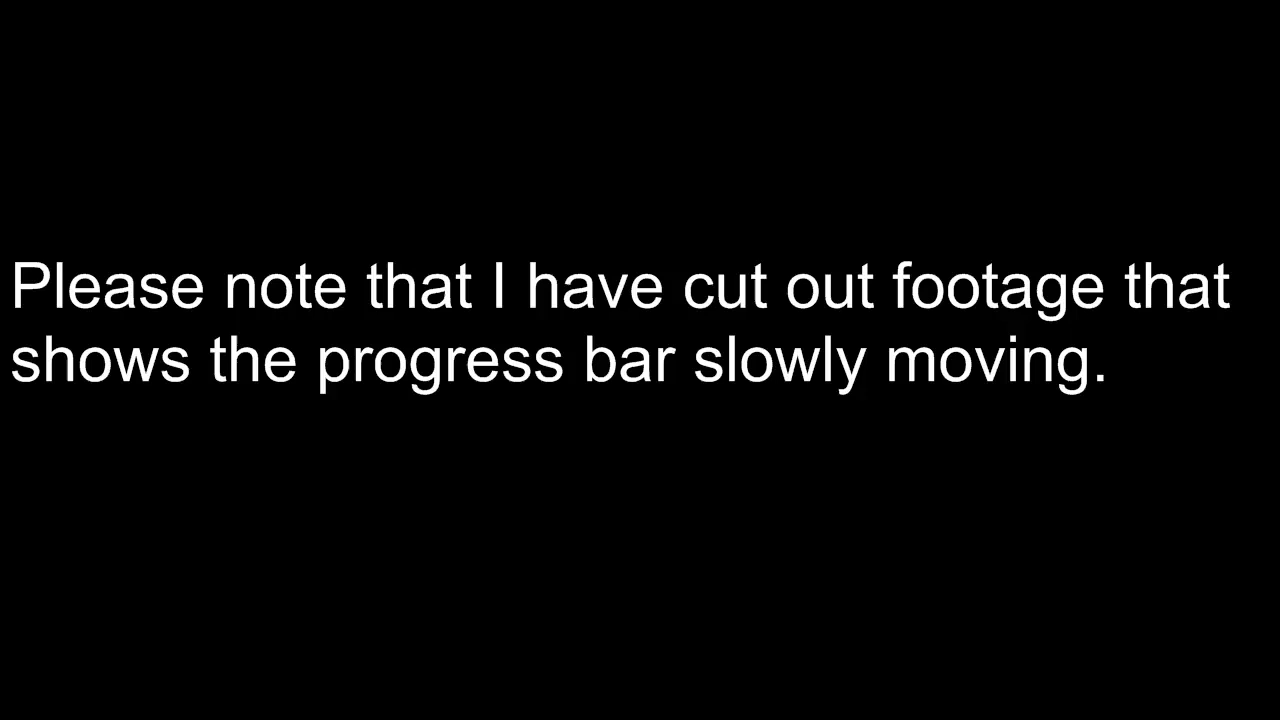 Please note that I have cut out footage that
shows the progress bar slowly moving.